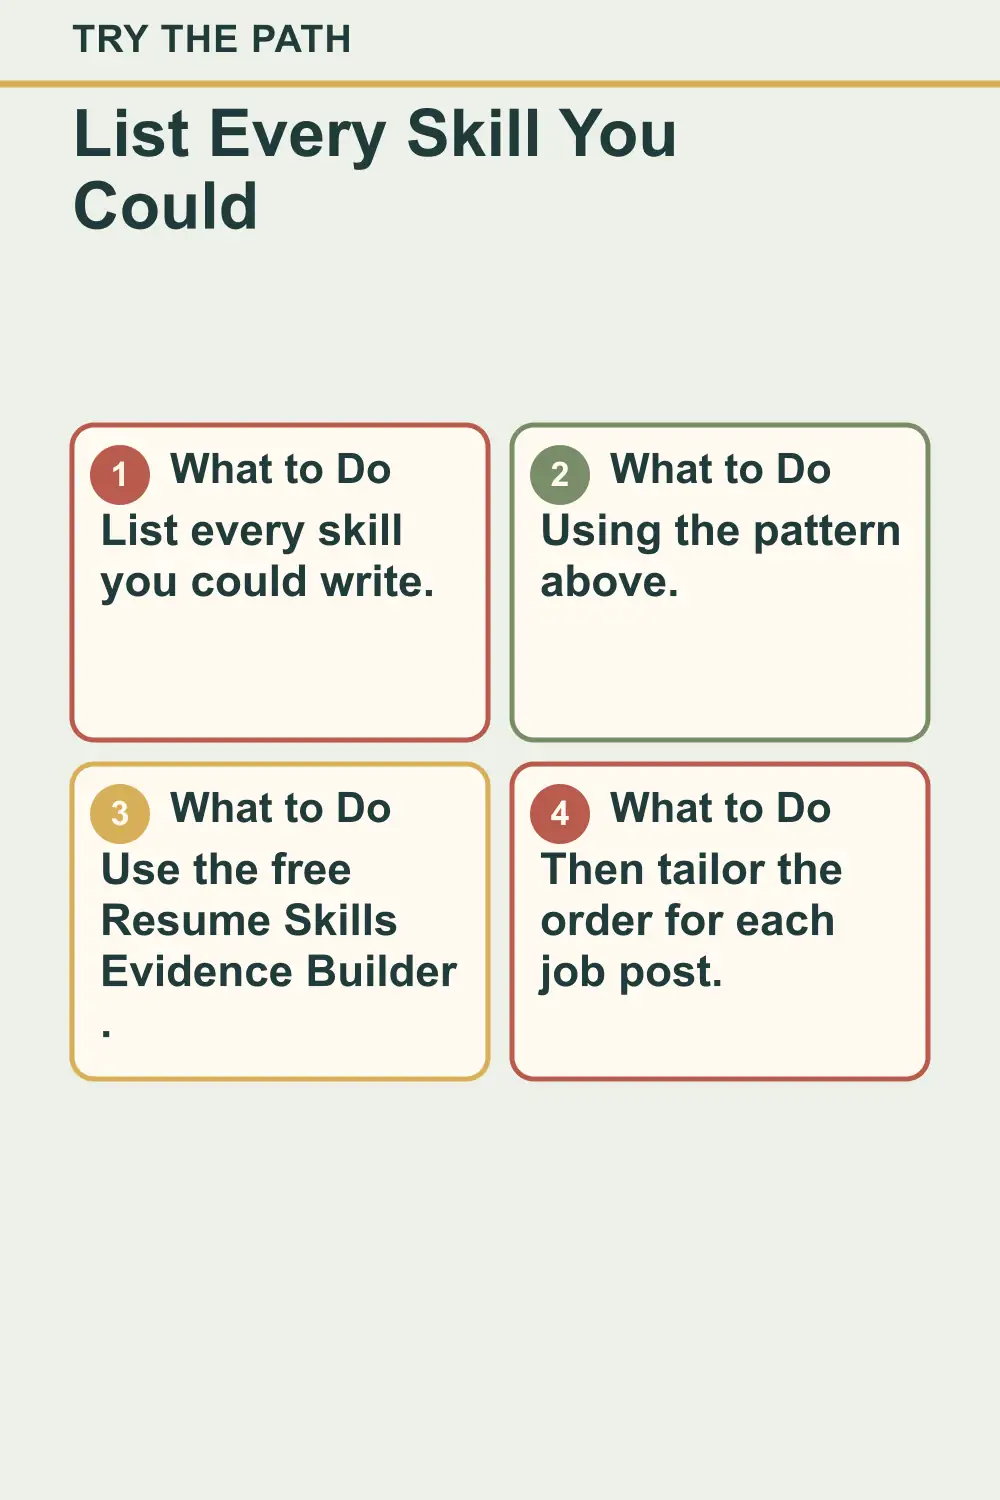 TRY THE PATH
List Every Skill You
Could
1 What to Do
List every skill
you could write.
2 What to Do
Using the pattern
above.
3 What to Do
Use the free
Resume Skills
Evidence Builder
.
4 What to Do
Then tailor the
order for each
job post.